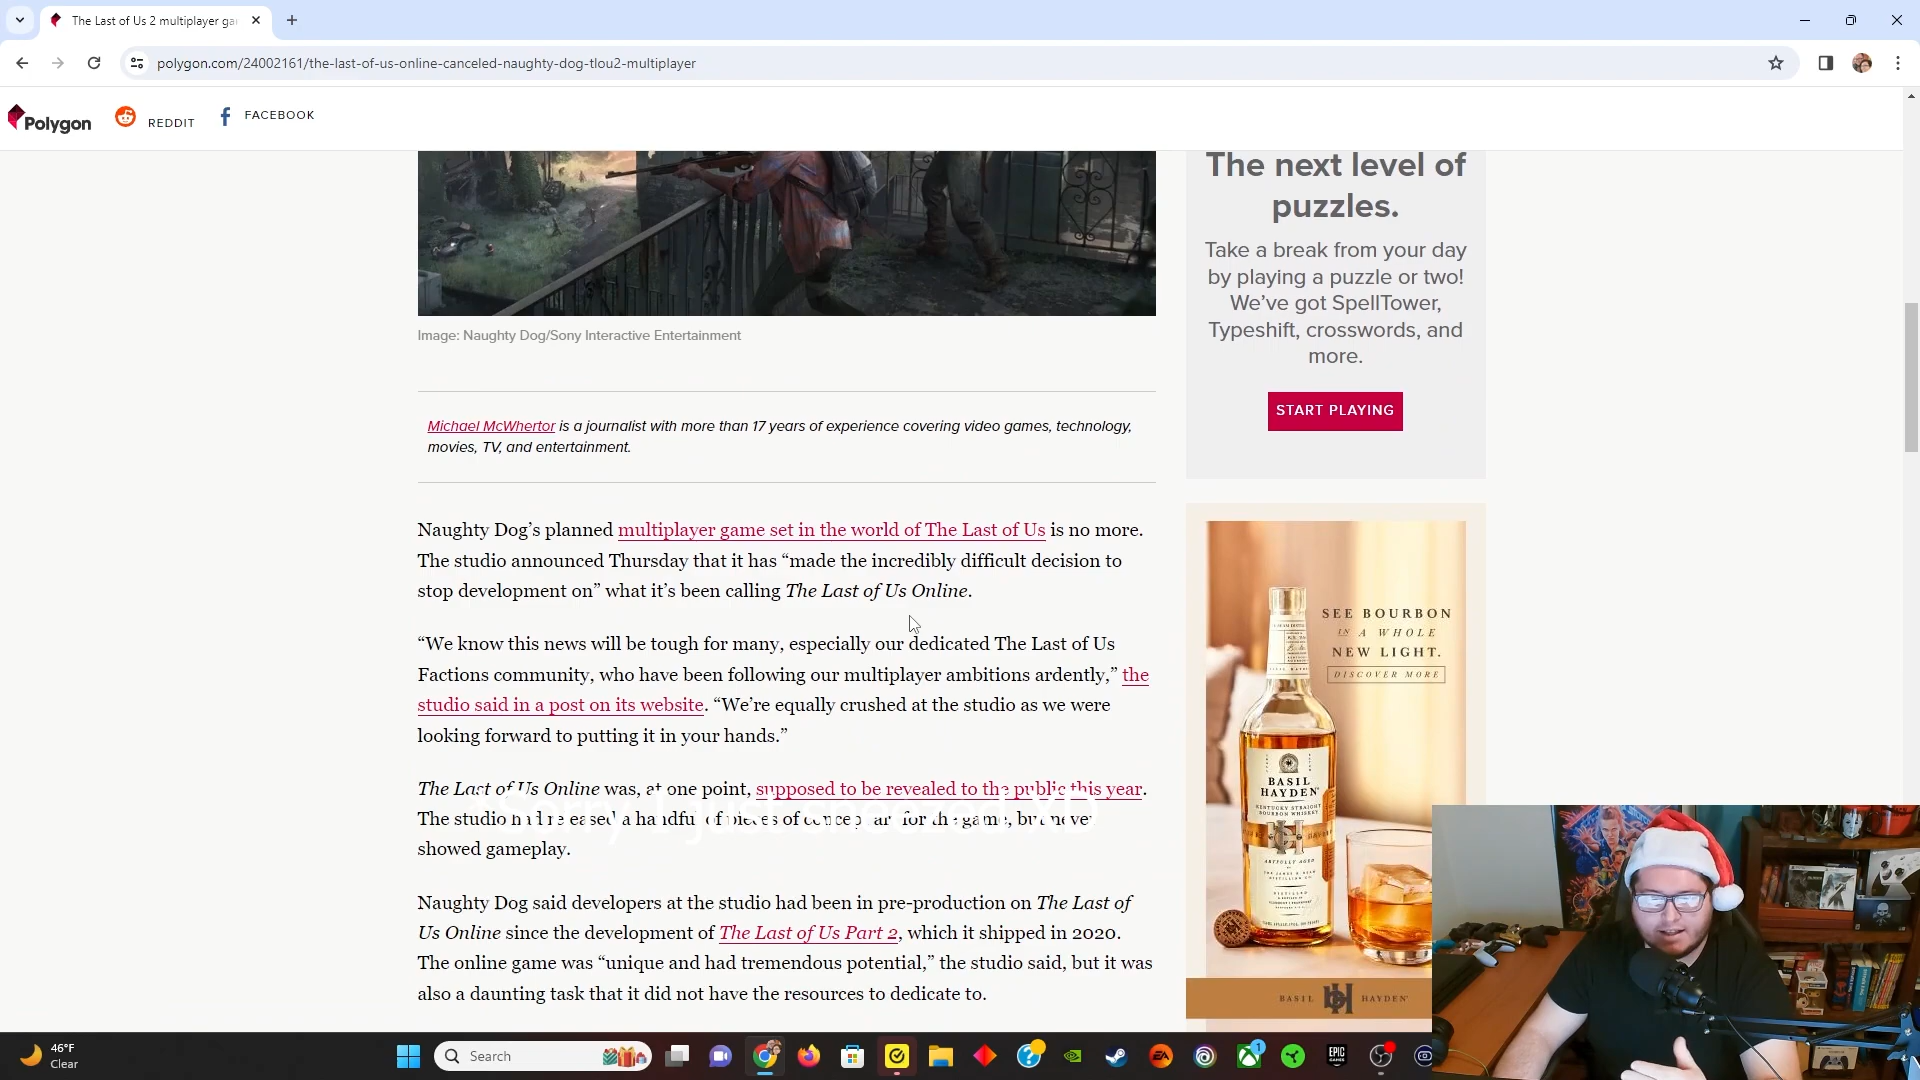 The Last of Us 2 multiplayer ga
polygon.com/24002161/the-last-of-us-online-canceled-naughty-dog-tlou2-multiplayer
Polygon
REDDIT
FACEBOOK
Image: Naughty Dog/Sony Interactive Entertainment
Michael McWhertor is a journalist with more than 17 years of experience covering video games, technology,
movies, TV, and entertainment.
Naughty Dog’s planned multiplayer game set in the world of The Last of Us is no more.
The studio announced Thursday that it has “made the incredibly difficult decision to
stop development on” what it’s been calling The Last of Us Online.
“We know this news will be tough for many, especially our dedicated The Last of Us
Factions community, who have been following our multiplayer ambitions ardently,” the
studio said in a post on its website. “We’re equally crushed at the studio as we were
looking forward to putting it in your hands.”
The Last of Us Online was, at one point, supposed to be revealed to the public this year.
The studio had released a handful of pieces of concept art for the game, but never
showed gameplay.
*Sorry I just sneezed XD
Naughty Dog said developers at the studio had been in pre-production on The Last of
Us Online since the development of The Last of Us Part 2, which it shipped in 2020.
The online game was “unique and had tremendous potential,” the studio said, but it was
also a daunting task that it did not have the resources to dedicate to.
The next level of
puzzles.
Take a break from your day
by playing a puzzle or two!
We’ve got SpellTower,
Typeshift, crosswords, and
more.
START PLAYING
SEE BOURBON
IN A WHOLE
NEW LIGHT.
DISCOVER MORE
BASIL
HAYDEN
KENTUCKY STRAIGHT
BOURBON WHISKEY
ARTFULLY AGED
BASIL HAYDEN
46°F
Clear
Search
1
EA
EPIC
GAMES